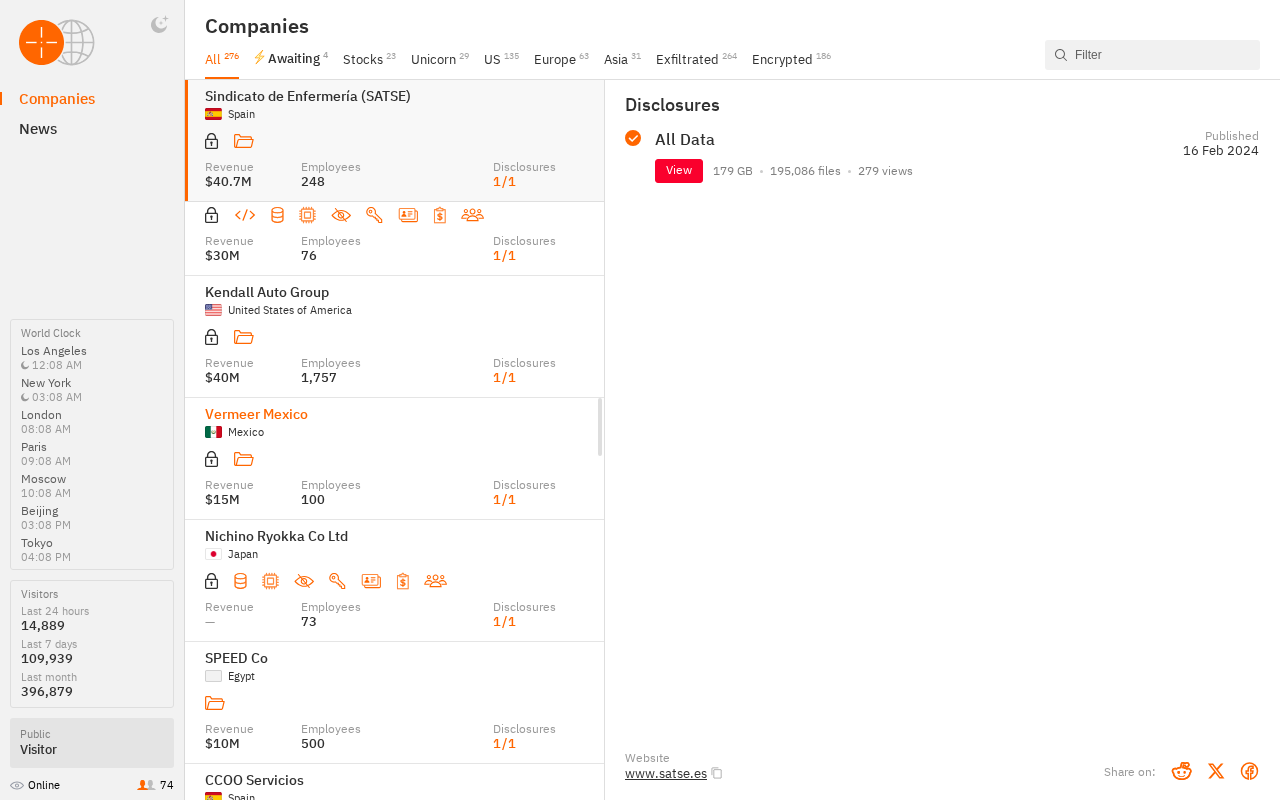 Companies
News
World Clock
Los Angeles
12:08 AM
New York
03:08 AM
London
08:08 AM
Paris
09:08 AM
Moscow
10:08 AM
Beijing
03:08 PM
Tokyo
04:08 PM
Visitors
Last 24 hours
14,889
Last 7 days
109,939
Last month
396,879
Public
Visitor
Online 74
Companies
All 276 Awaiting 4 Stocks 23 Unicorn 29 US 135 Europe 63 Asia 31 Exfiltrated 264 Encrypted 186
Filter
Sindicato de Enfermería (SATSE)
Spain
Revenue Employees Disclosures
$40.7M 248 1/1
Revenue Employees Disclosures
$30M 76 1/1
Kendall Auto Group
United States of America
Revenue Employees Disclosures
$40M 1,757 1/1
Vermeer Mexico
Mexico
Revenue Employees Disclosures
$15M 100 1/1
Nichino Ryokka Co Ltd
Japan
Revenue Employees Disclosures
— 73 1/1
SPEED Co
Egypt
Revenue Employees Disclosures
$10M 500 1/1
CCOO Servicios
Spain
Disclosures
All Data
Published
16 Feb 2024
View 179 GB • 195,086 files • 279 views
Website
www.satse.es
Share on: